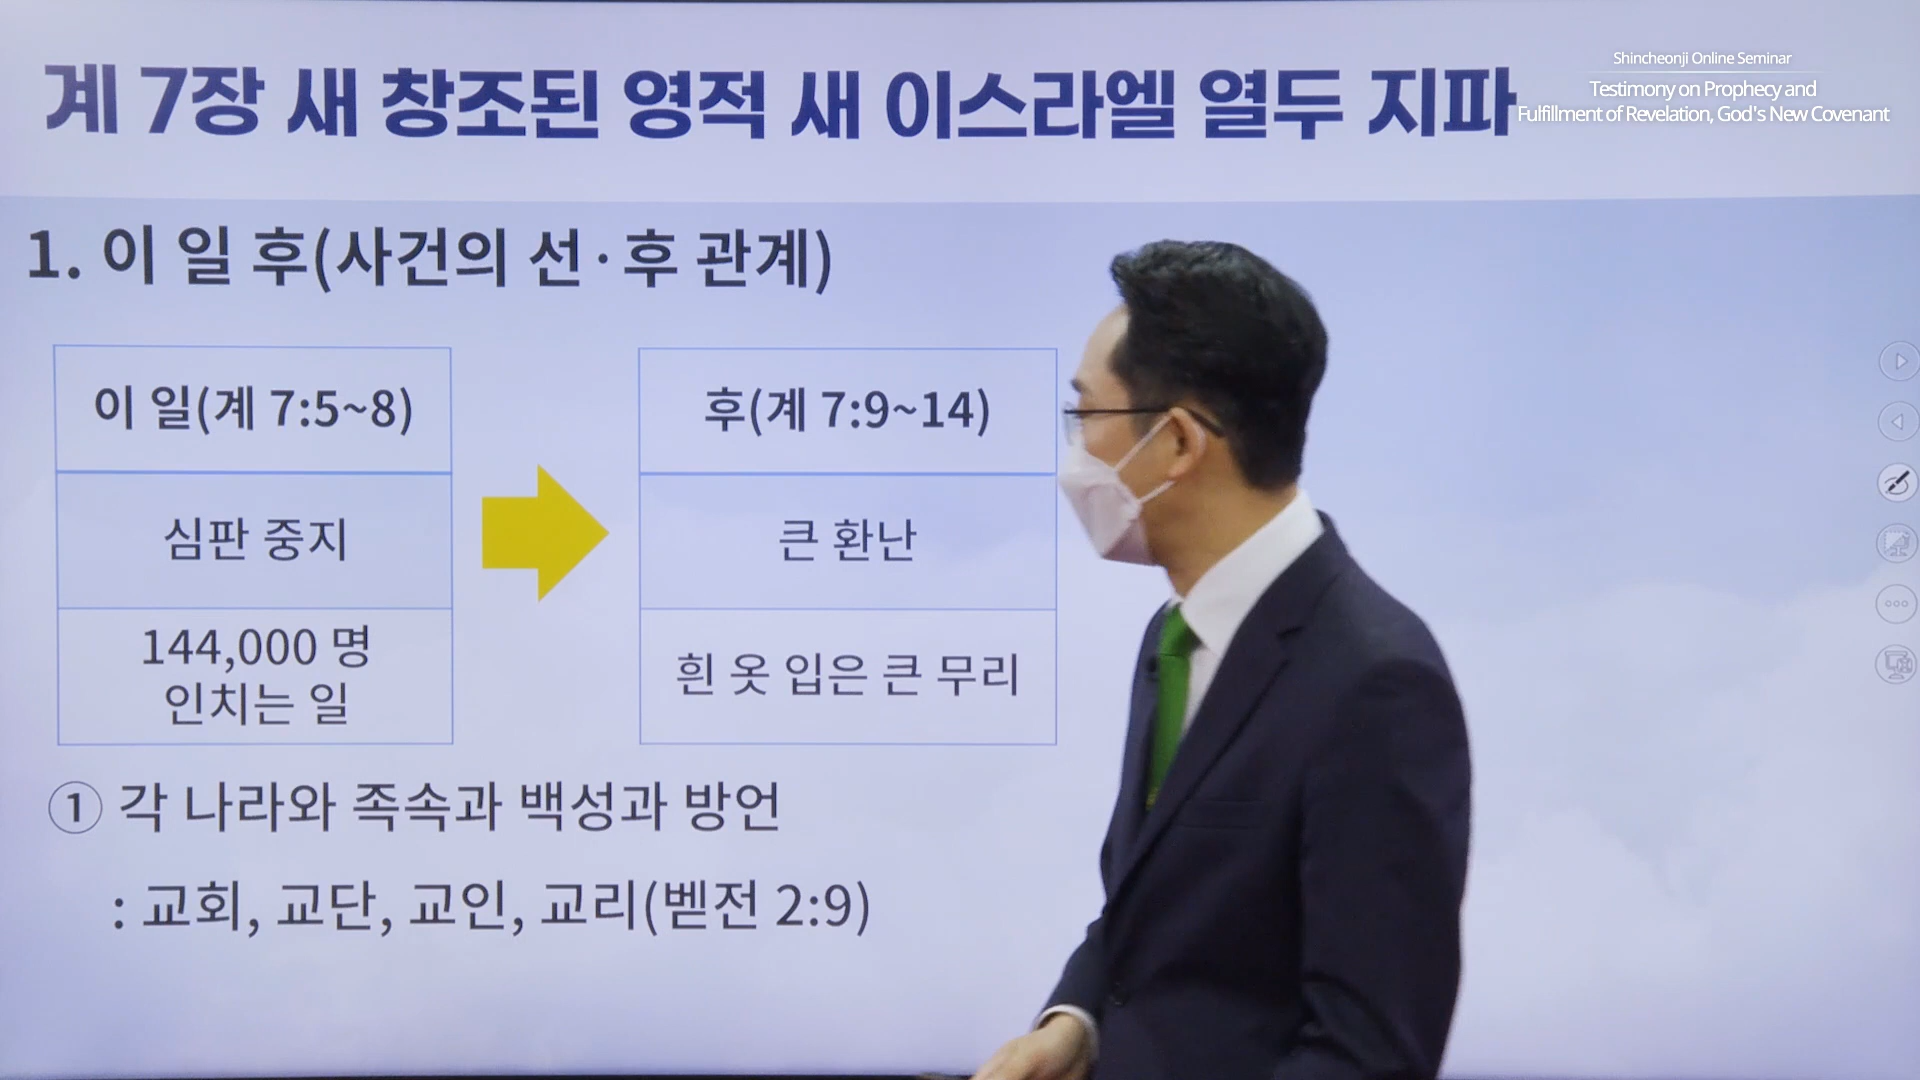 계 7장 새 창조된 영적 새 이스라엘 열두 지파
Shincheonji Online Seminar
Testimony on Prophecy and
Fulfillment of Revelation, God's New Covenant
1. 이 일 후(사건의 선·후 관계)
이 일(계 7:5~8)
심판 중지
144,000 명
인치는 일
후(계 7:9~14)
큰 환난
흰 옷 입은 큰 무리
① 각 나라와 족속과 백성과 방언
: 교회, 교단, 교인, 교리(벧전 2:9)